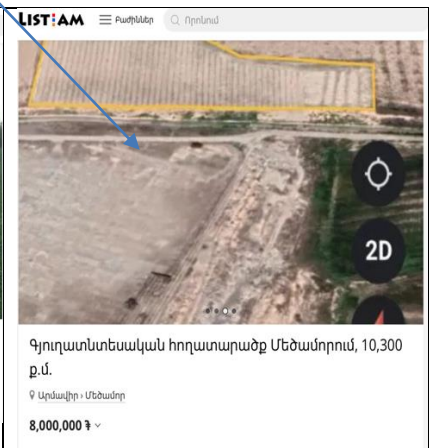 LIST.AM
Բաժիններ
Որոնում
2D
Գյուղատնտեսական հողատարածք Մեծամորում, 10,300
ք.մ.
Արմավիր › Մեծամոր
8,000,000 ֏